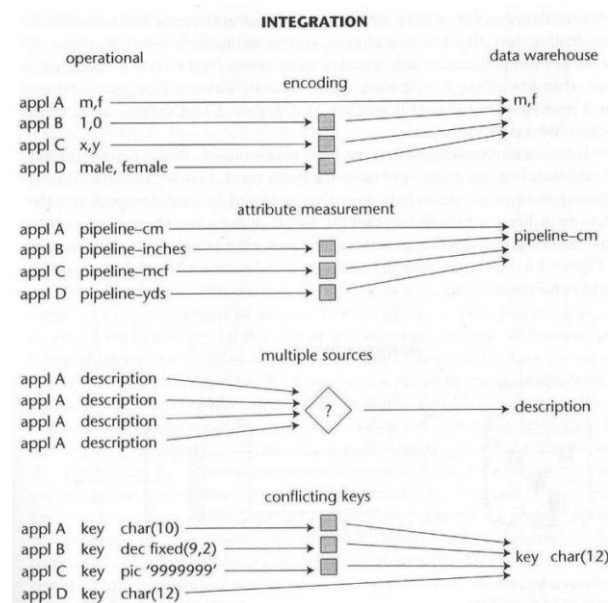 INTEGRATION
operational
data warehouse
encoding
appl A m,f
m,f
appl B 1,0
appl C x,y
appl D male, female
attribute measurement
appl A pipeline–cm
pipeline–cm
appl B pipeline–inches
appl C pipeline–mcf
appl D pipeline–yds
multiple sources
appl A description
appl A description
?
description
appl A description
appl A description
conflicting keys
appl A key char(10)
appl B key dec fixed(9,2)
key char(12)
appl C key pic '9999999'
appl D key char(12)